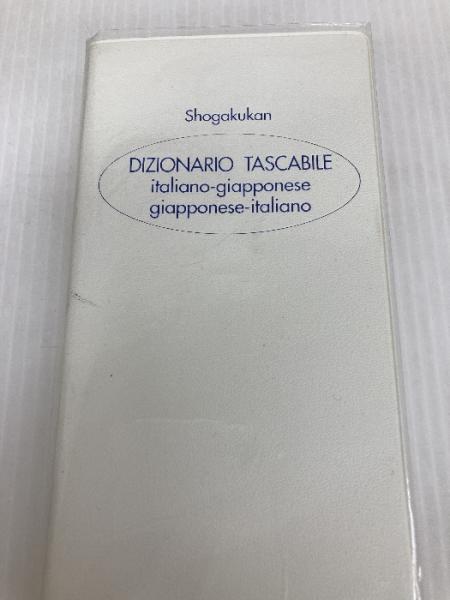 Shogakukan
DIZIONARIO TASCABILE
italiano-giapponese
giapponese-italiano